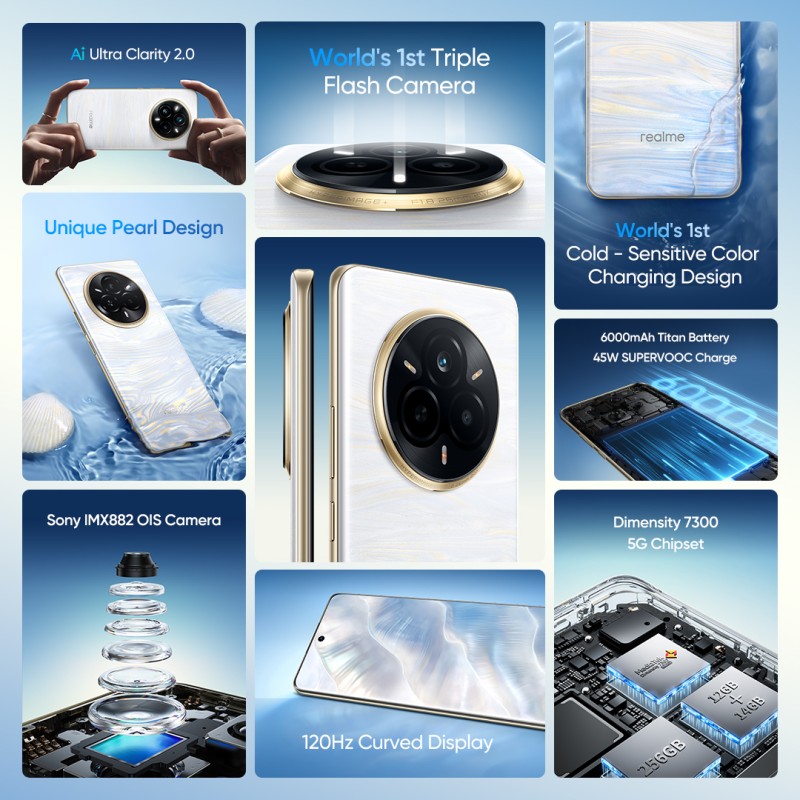 Ai Ultra Clarity 2.0
World's 1st Triple
Flash Camera
realme
World's 1st
Cold - Sensitive Color
Changing Design
Unique Pearl Design
6000mAh Titan Battery
45W SUPERVOOC Charge
6000
Sony IMX882 OIS Camera
120Hz Curved Display
Dimensity 7300
5G Chipset
12GB
+
14GB
256GB